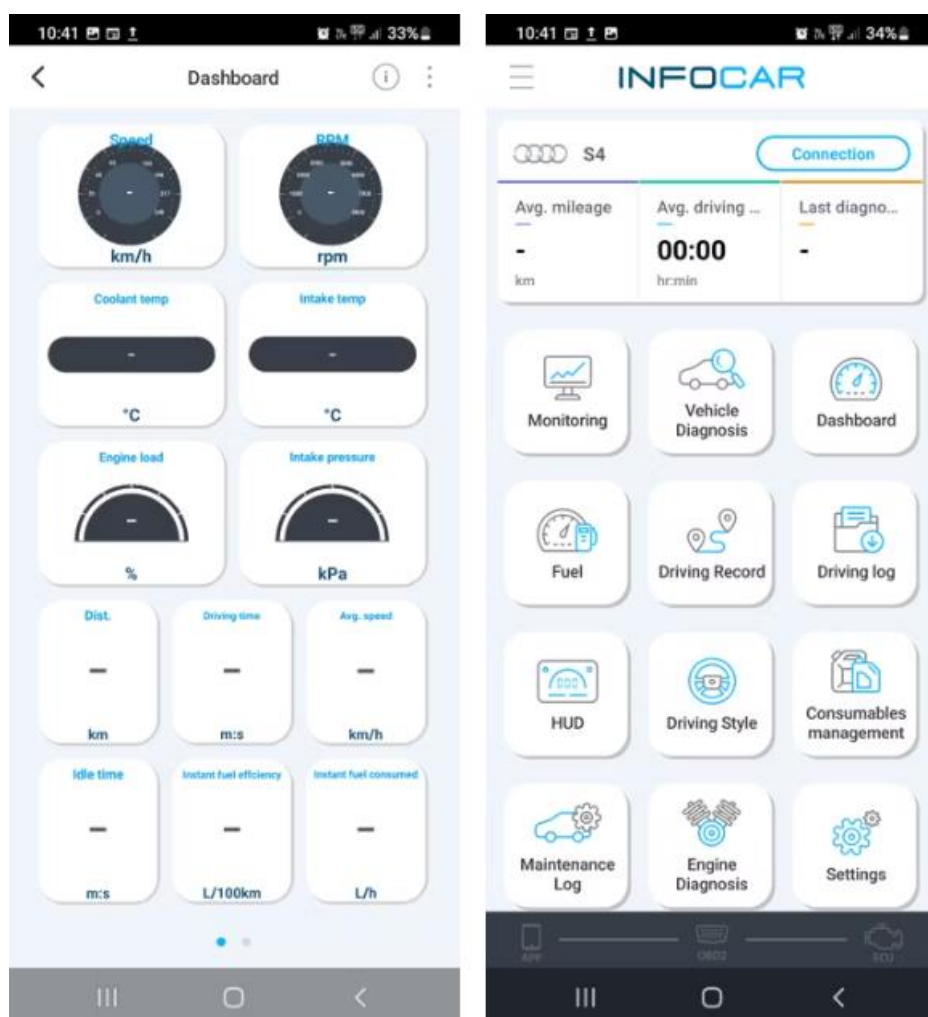 10:41
33%
Dashboard
Speed
km/h
RPM
rpm
Coolant temp
-
°C
Intake temp
-
°C
Engine load
-
%
Intake pressure
-
kPa
Dist.
–
km
Driving time
–
m:s
Avg. speed
–
km/h
Idle time
–
m:s
Instant fuel efficiency
–
L/100km
Instant fuel consumed
–
L/h
10:41
34%
INFOCAR
S4
Connection
Avg. mileage
-
km
Avg. driving ...
00:00
hr:min
Last diagno...
-
Monitoring
Vehicle
Diagnosis
Dashboard
Fuel
Driving Record
Driving log
HUD
Driving Style
Consumables
management
Maintenance
Log
Engine
Diagnosis
Settings
APP
OBD2
ECU